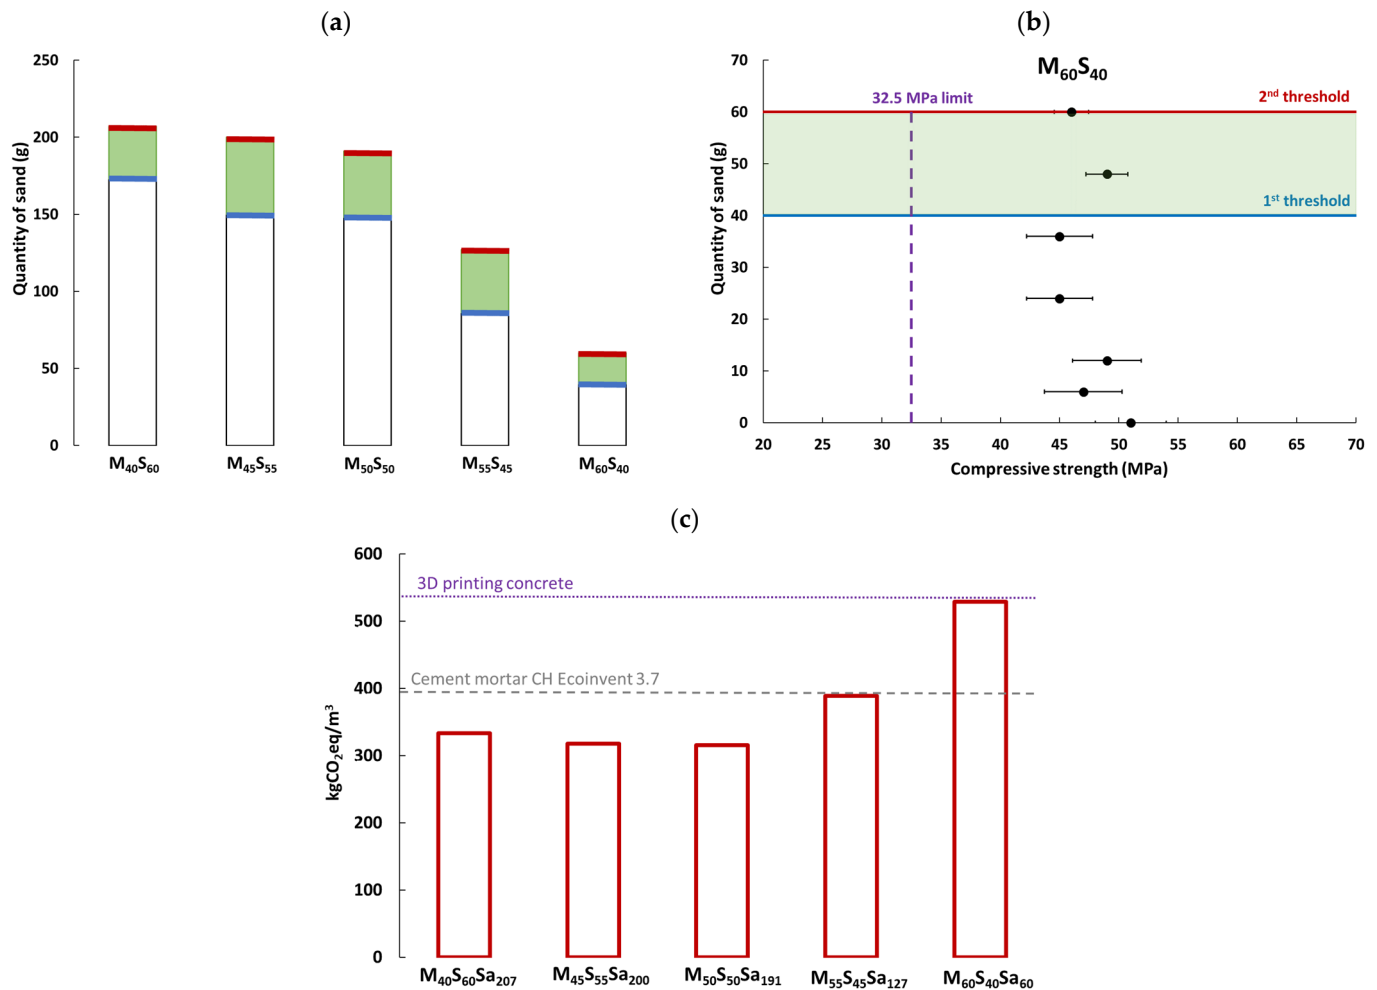 (a)
250
200
150
100
50
0
Quantity of sand (g)
M₄₀S₆₀
M₄₅S₅₅
M₅₀S₅₀
M₅₅S₄₅
M₆₀S₄₀
(b)
M₆₀S₄₀
70
60
50
40
30
20
10
0
Quantity of sand (g)
32.5 MPa limit
2ⁿᵈ threshold
1ˢᵗ threshold
20 25 30 35 40 45 50 55 60 65 70
Compressive strength (MPa)
(c)
600
500
400
300
200
100
0
kgCO₂eq/m³
3D printing concrete
Cement mortar CH Ecoinvent 3.7
M₄₀S₆₀Sa₂₀₇
M₄₅S₅₅Sa₂₀₀
M₅₀S₅₀Sa₁₉₁
M₅₅S₄₅Sa₁₂₇
M₆₀S₄₀Sa₆₀